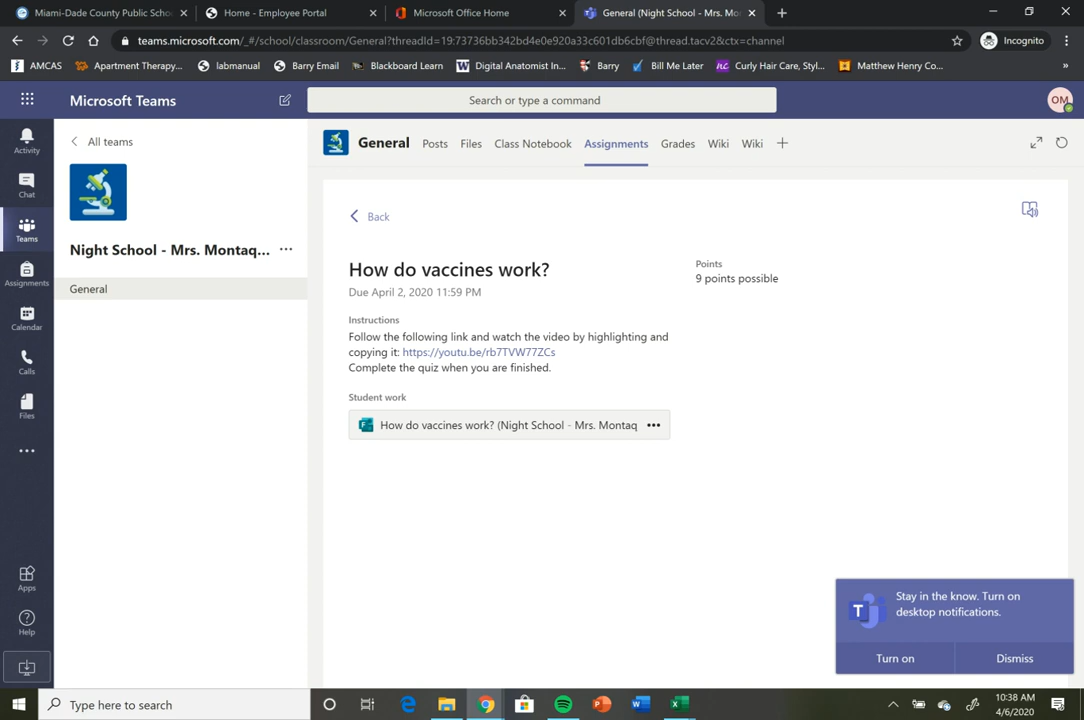 Miami-Dade County Public Scho
Home - Employee Portal
Microsoft Office Home
General (Night School - Mrs. Mo
teams.microsoft.com/_#/school/classroom/General?threadId=19:73736bb342bd4e0e920a33c601db6cbf@thread.tacv2&ctx=channel
Incognito
AMCAS
Apartment Therapy...
labmanual
Barry Email
Blackboard Learn
Digital Anatomist In...
Barry
Bill Me Later
Curly Hair Care, Styl...
Matthew Henry Co...
»
Microsoft Teams
Search or type a command
OM
Activity
Chat
Teams
Assignments
Calendar
Calls
Files
Apps
Help
All teams
Night School - Mrs. Montaq...
General
General
Posts
Files
Class Notebook
Assignments
Grades
Wiki
Wiki
Back
How do vaccines work?
Due April 2, 2020 11:59 PM
Points
9 points possible
Instructions
Follow the following link and watch the video by highlighting and
copying it: https://youtu.be/rb7TVW77ZCs
Complete the quiz when you are finished.
Student work
How do vaccines work? (Night School - Mrs. Montaq
Stay in the know. Turn on
desktop notifications.
Turn on
Dismiss
Type here to search
10:38 AM
4/6/2020